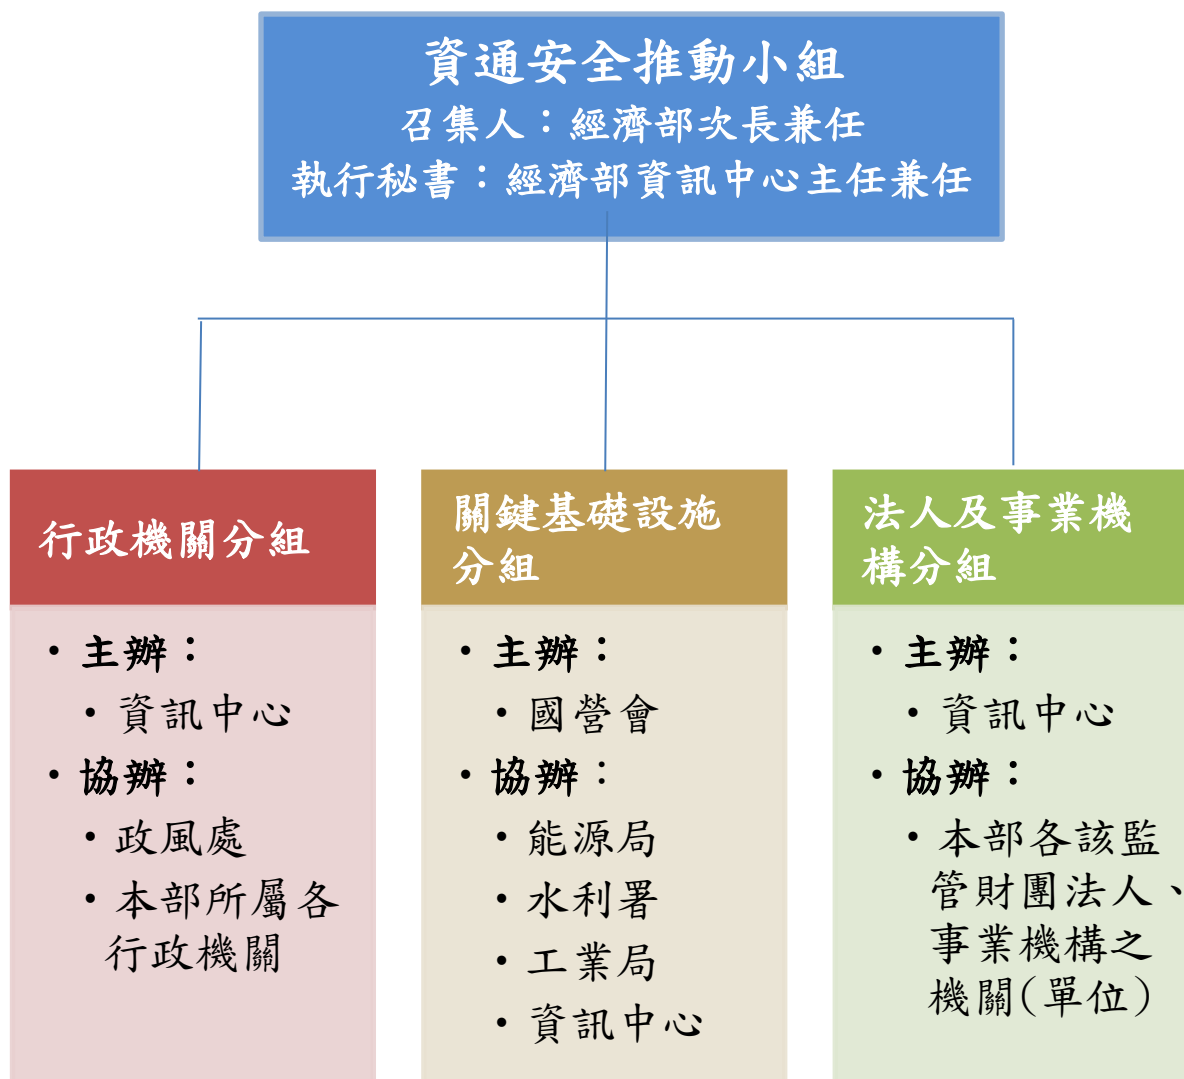 資通安全推動小組
召集人：經濟部次長兼任
執行秘書：經濟部資訊中心主任兼任
行政機關分組
• 主辦：
• 資訊中心
• 協辦：
• 政風處
• 本部所屬各
行政機關
關鍵基礎設施
分組
• 主辦：
• 國營會
• 協辦：
• 能源局
• 水利署
• 工業局
• 資訊中心
法人及事業機
構分組
• 主辦：
• 資訊中心
• 協辦：
• 本部各該監
管財團法人、
事業機構之
機關(單位)